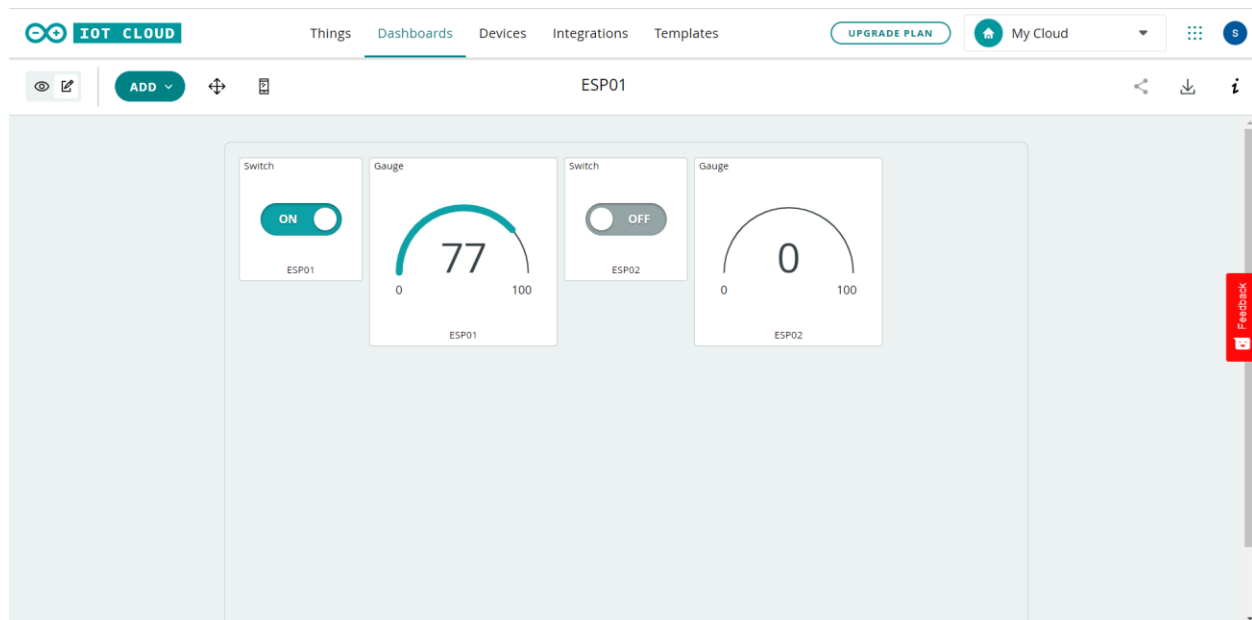 IOT CLOUD
Things Dashboards Devices Integrations Templates
UPGRADE PLAN
My Cloud
S
ADD
ESP01
i
Switch
ON
ESP01
Gauge
77
0 100
ESP01
Switch
OFF
ESP02
Gauge
0
0 100
ESP02
Feedback